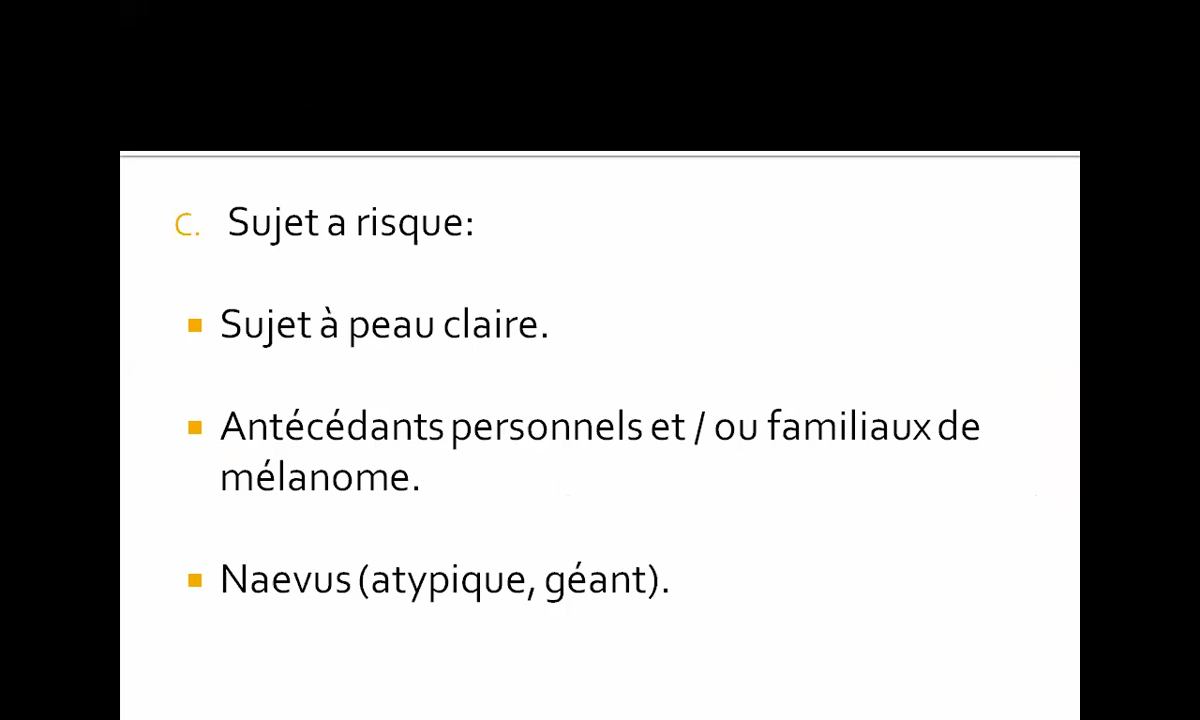 C. Sujet a risque:
Sujet à peau claire.
Antécédants personnels et / ou familiaux de
mélanome.
Naevus (atypique, géant).